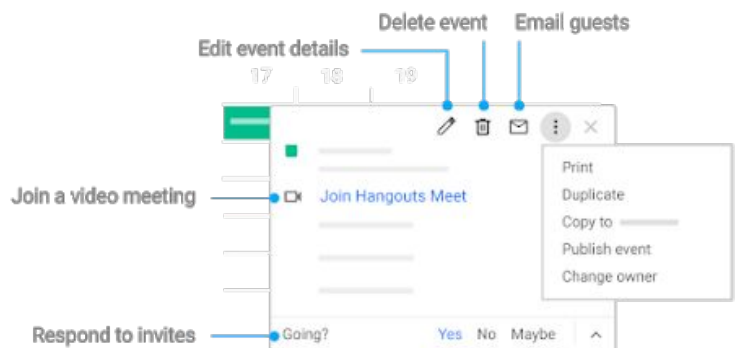 Delete event
Email guests
Edit event details
17
18
19
Join a video meeting
Join Hangouts Meet
Print
Duplicate
Copy to
Publish event
Change owner
Respond to invites
Going?
Yes No Maybe